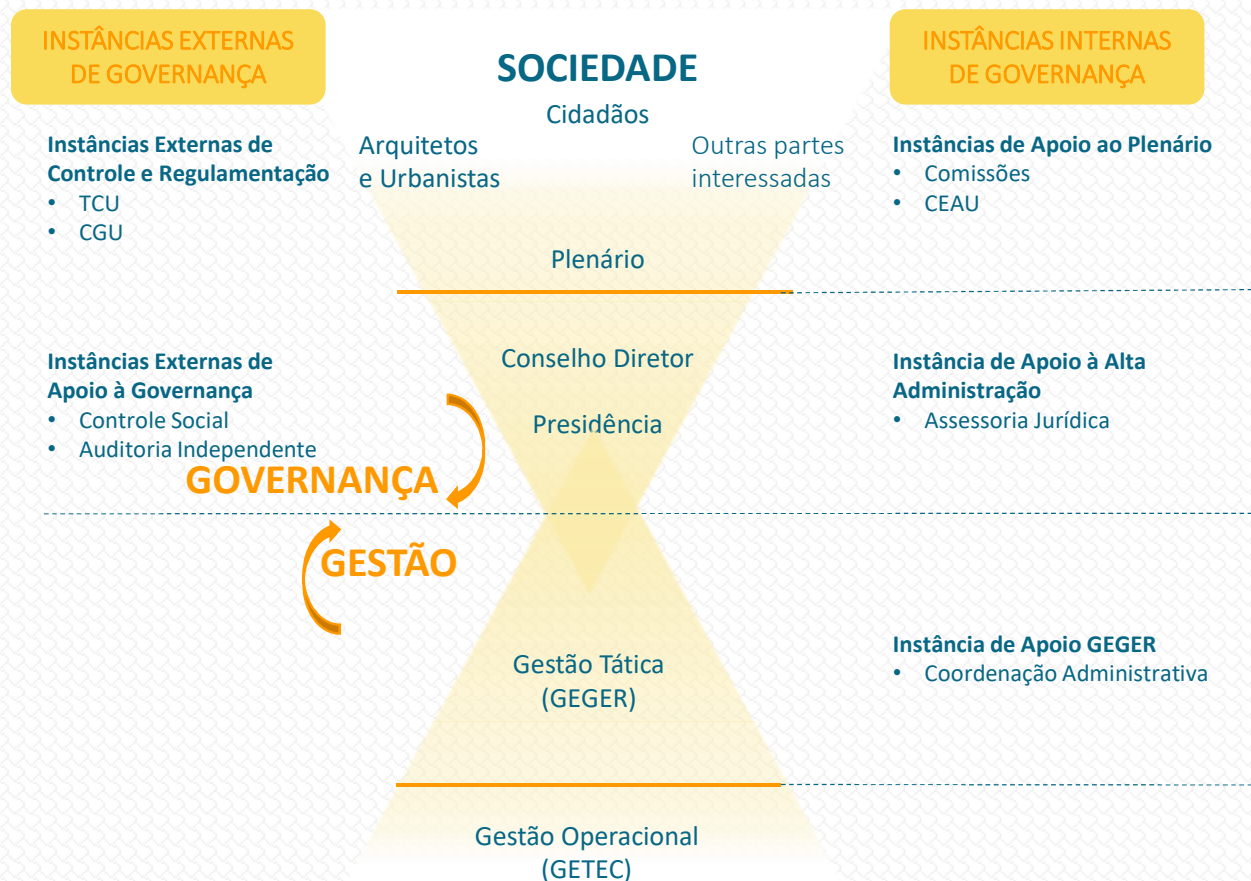 INSTÂNCIAS EXTERNAS
DE GOVERNANÇA
SOCIEDADE
Cidadãos
Arquitetos
e Urbanistas
Outras partes
interessadas
INSTÂNCIAS INTERNAS
DE GOVERNANÇA
Instâncias Externas de
Controle e Regulamentação
• TCU
• CGU
Instâncias de Apoio ao Plenário
• Comissões
• CEAU
Plenário
Instâncias Externas de
Apoio à Governança
• Controle Social
• Auditoria Independente
Conselho Diretor
Presidência
Instância de Apoio à Alta
Administração
• Assessoria Jurídica
GOVERNANÇA
GESTÃO
Gestão Tática
(GEGER)
Instância de Apoio GEGER
• Coordenação Administrativa
Gestão Operacional
(GETEC)